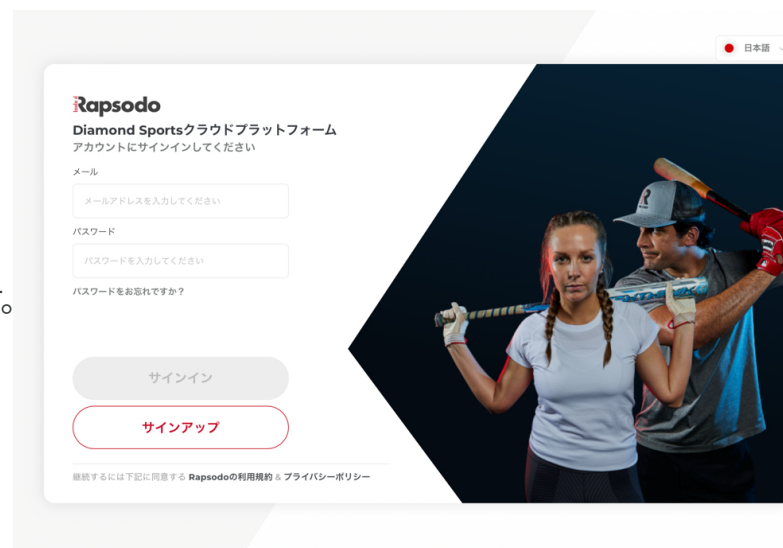 日本語
Rapsodo
Diamond Sportsクラウドプラットフォーム
アカウントにサインインしてください
メール
メールアドレスを入力してください
パスワード
パスワードを入力してください
パスワードをお忘れですか？
。
サインイン
サインアップ
継続するには下記に同意する Rapsodoの利用規約 & プライバシーポリシー
R